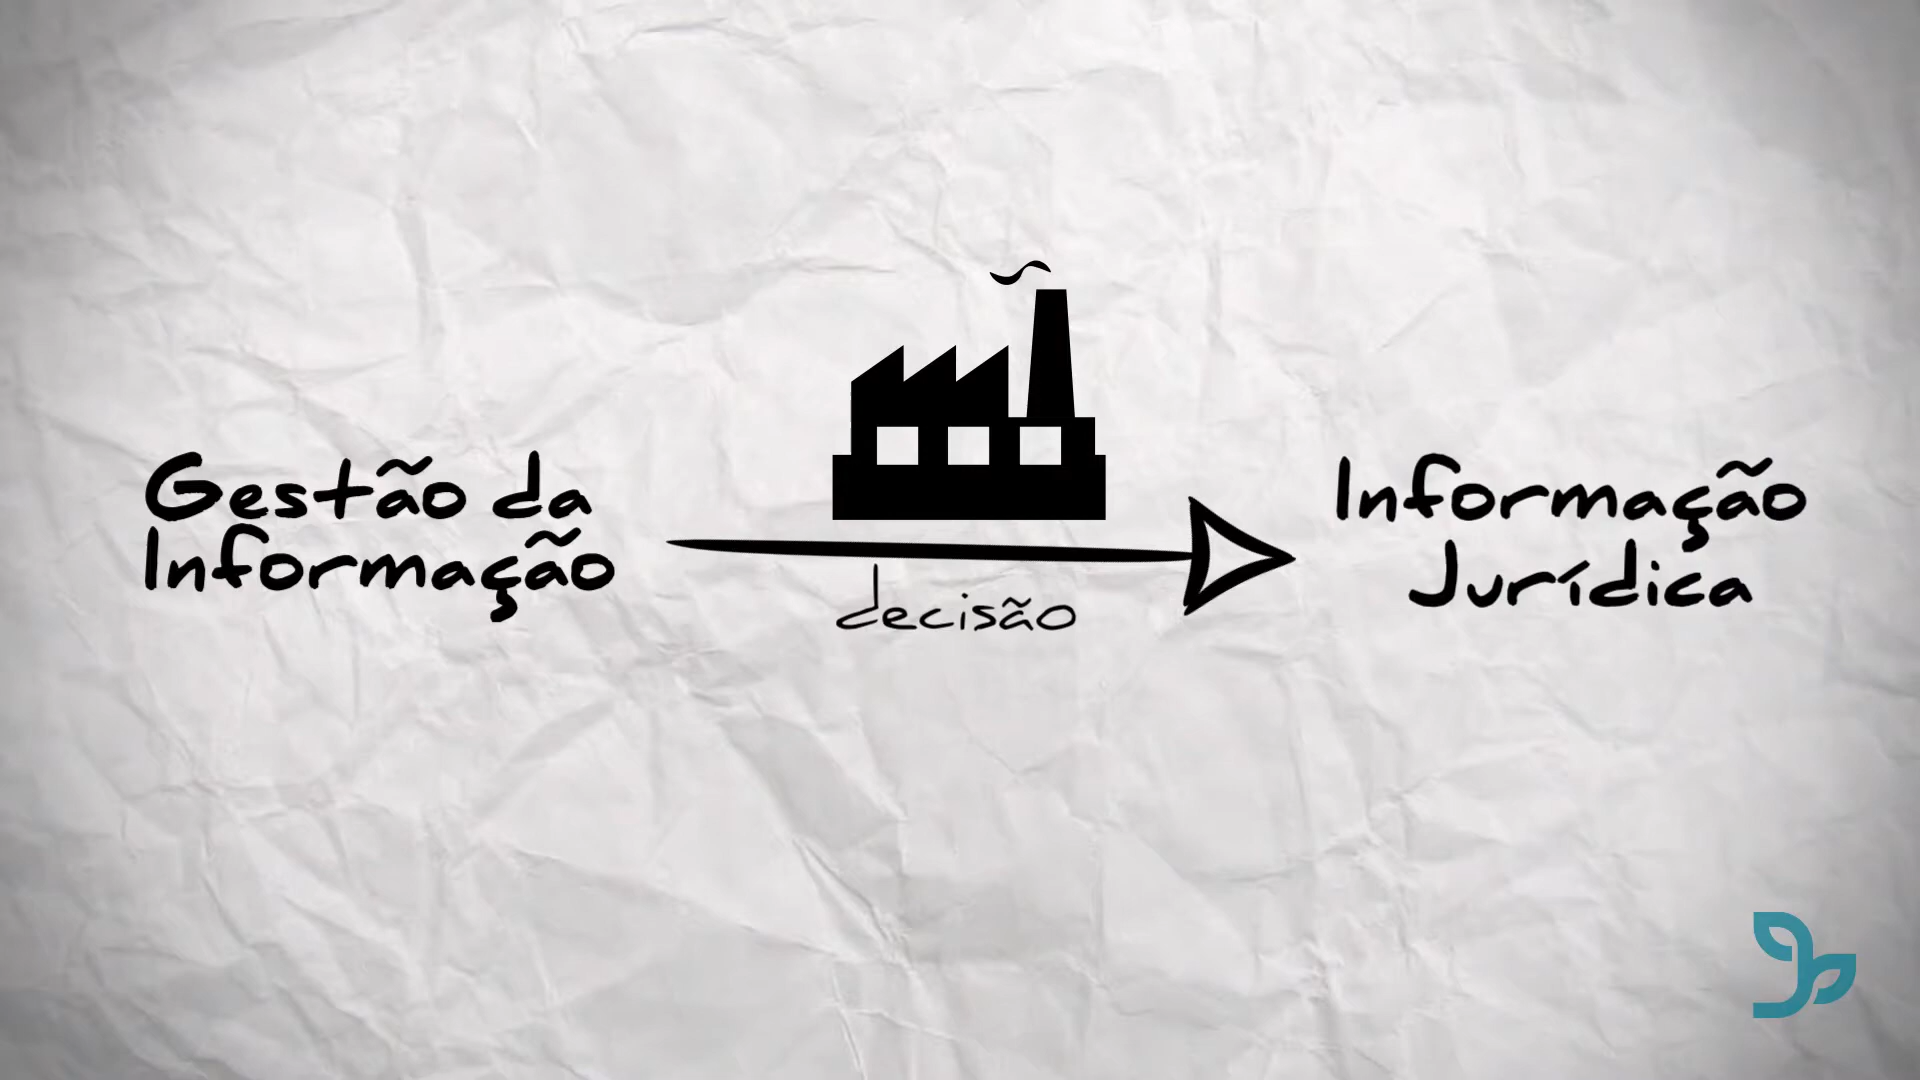 Gestão da
Informação
decisão
Informação
Jurídica